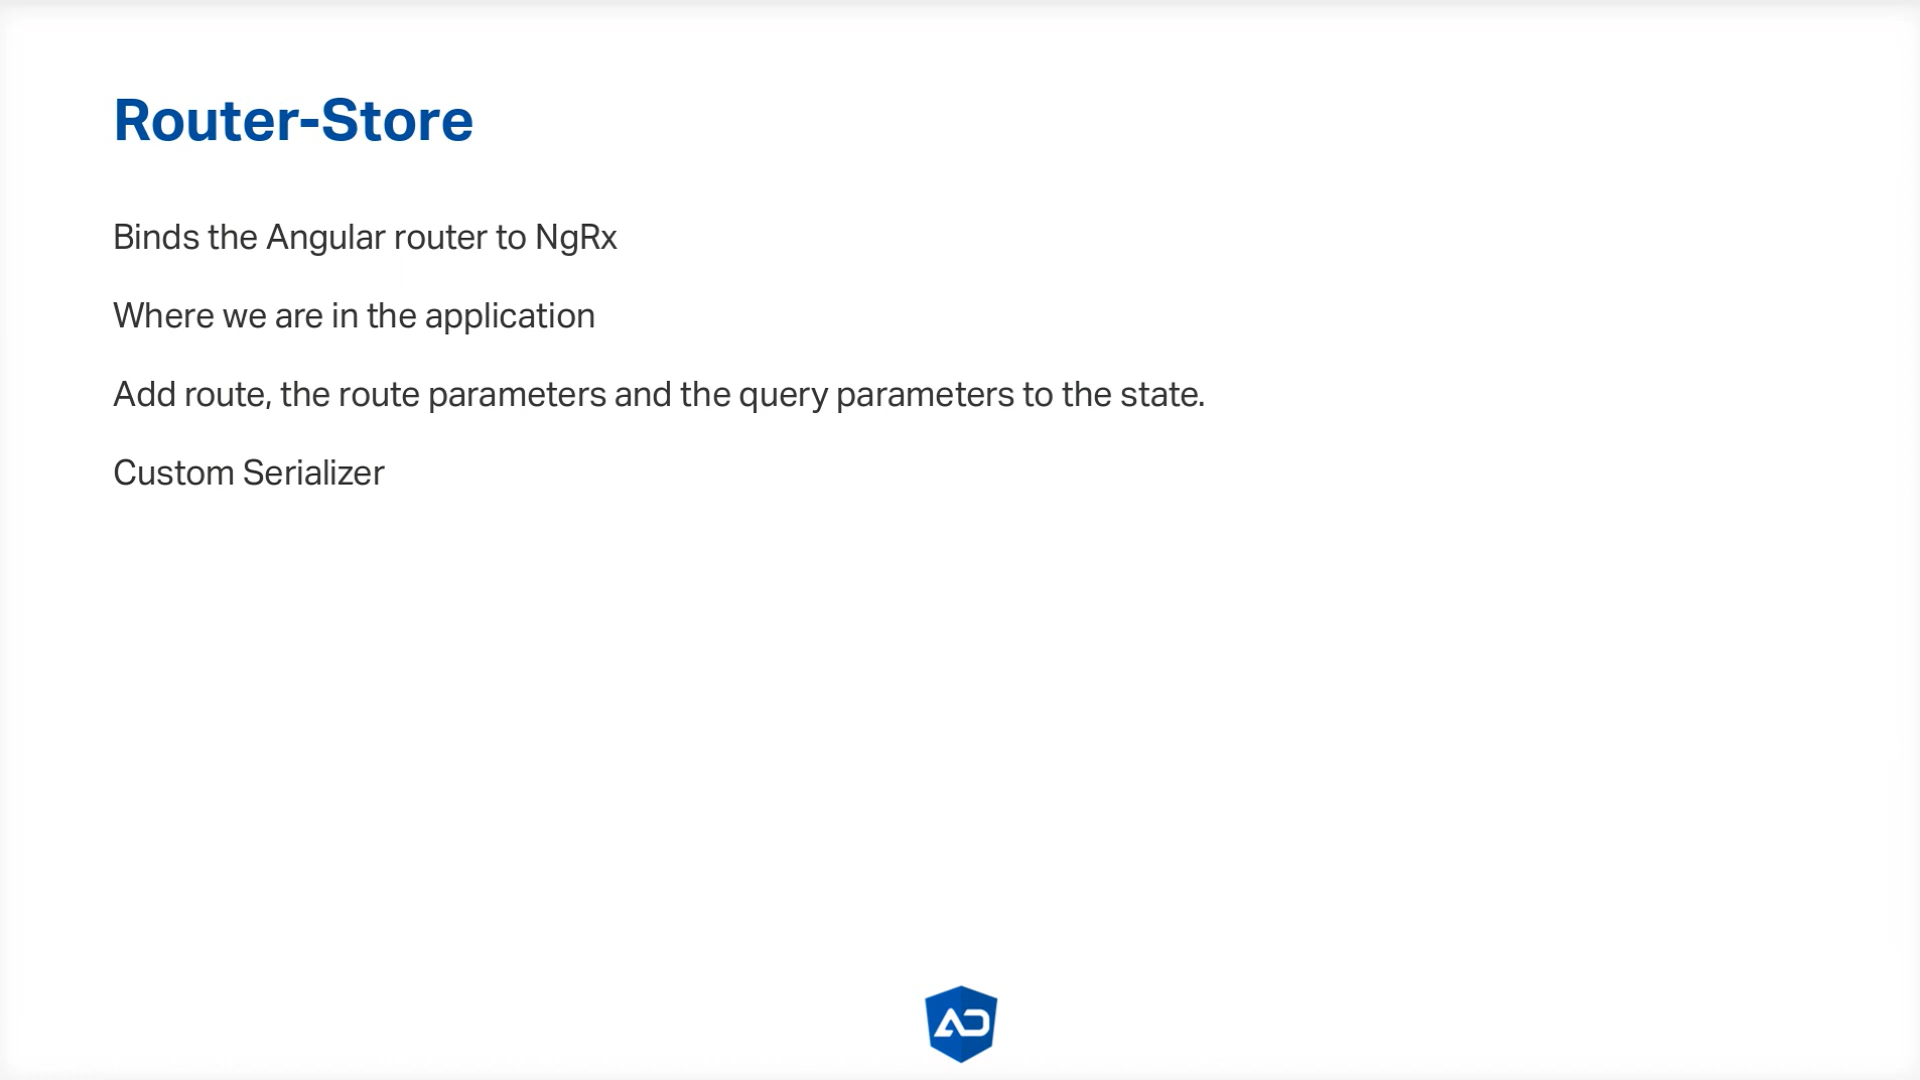 Router-Store
Binds the Angular router to NgRx
Where we are in the application
Add route, the route parameters and the query parameters to the state.
Custom Serializer
AD